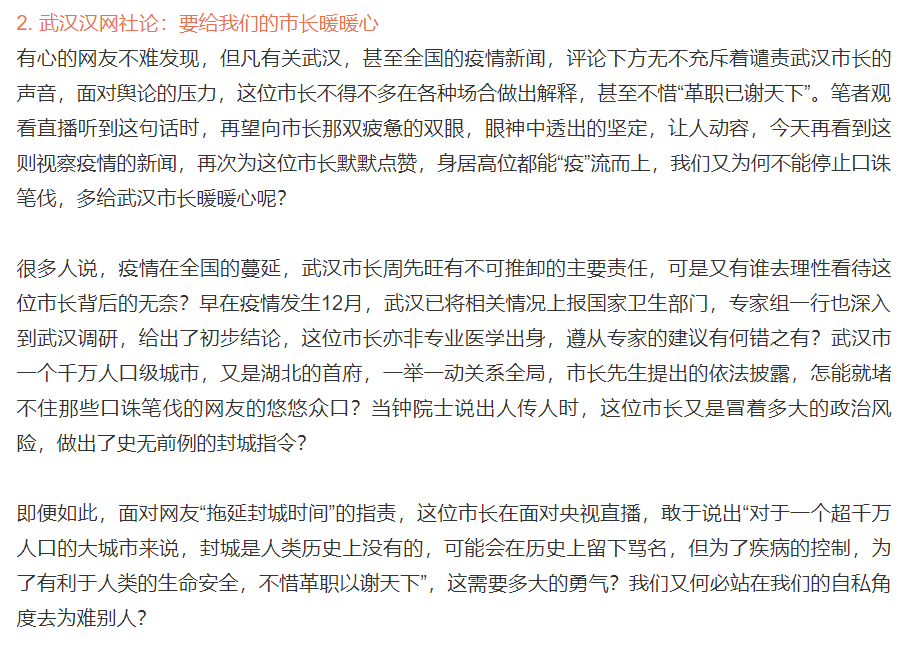 2. 武汉汉网社论：要给我们的市长暖暖心
有心的网友不难发现，但凡有关武汉，甚至全国的疫情新闻，评论下方无不充斥着谴责武汉市长的
声音，面对舆论的压力，这位市长不得不多在各种场合做出解释，甚至不惜“革职已谢天下”。笔者观
看直播听到这句话时，再望向市长那双疲惫的双眼，眼神中透出的坚定，让人动容，今天再看到这
则视察疫情的新闻，再次为这位市长默默点赞，身居高位都能“疫”流而上，我们又为何不能停止口诛
笔伐，多给武汉市长暖暖心呢？
很多人说，疫情在全国的蔓延，武汉市长周先旺有不可推卸的主要责任，可是又有谁去理性看待这
位市长背后的无奈？早在疫情发生12月，武汉已将相关情况上报国家卫生部门，专家组一行也深入
到武汉调研，给出了初步结论，这位市长亦非专业医学出身，遵从专家的建议有何错之有？武汉市
一个千万人口级城市，又是湖北的首府，一举一动关系全局，市长先生提出的依法披露，怎能就堵
不住那些口诛笔伐的网友的悠悠众口？当钟院士说出人传人时，这位市长又是冒着多大的政治风
险，做出了史无前例的封城指令？
即便如此，面对网友“拖延封城时间”的指责，这位市长在面对央视直播，敢于说出“对于一个超千万
人口的大城市来说，封城是人类历史上没有的，可能会在历史上留下骂名，但为了疾病的控制，为
了有利于人类的生命安全，不惜革职以谢天下”，这需要多大的勇气？我们又何必站在我们的自私角
度去为难别人？